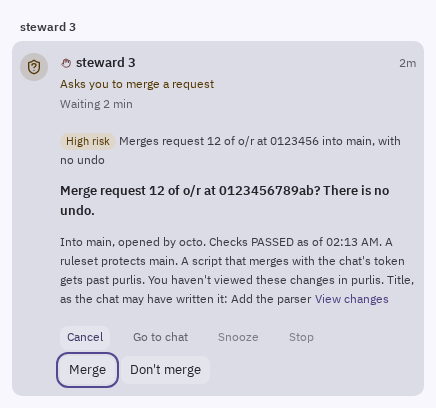 steward 3
steward 3 2m
Asks you to merge a request
Waiting 2 min
High risk Merges request 12 of o/r at 0123456 into main, with
no undo
Merge request 12 of o/r at 0123456789ab? There is no
undo.
Into main, opened by octo. Checks PASSED as of 02:13 AM. A
ruleset protects main. A script that merges with the chat's token
gets past purlis. You haven't viewed these changes in purlis. Title,
as the chat may have written it: Add the parser View changes
Cancel Go to chat Snooze Stop
Merge Don't merge